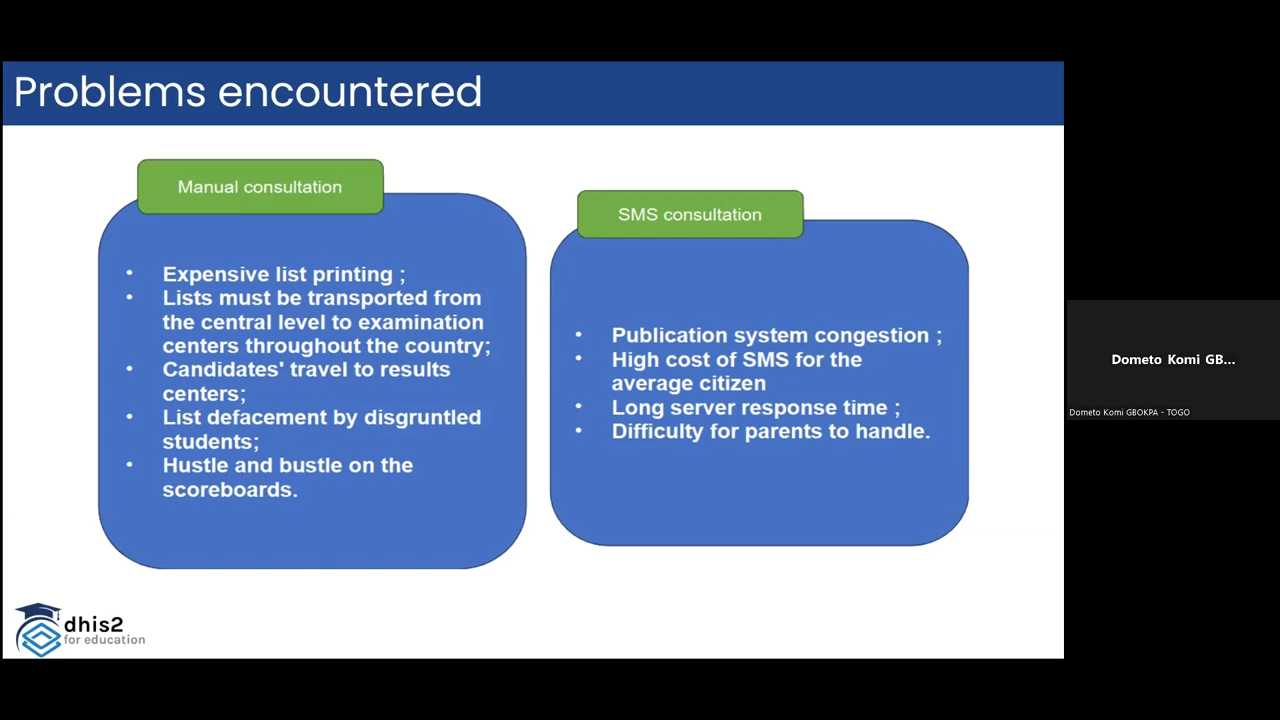 Problems encountered
Manual consultation
• Expensive list printing ;
• Lists must be transported from
the central level to examination
centers throughout the country;
• Candidates' travel to results
centers;
• List defacement by disgruntled
students;
• Hustle and bustle on the
scoreboards.
SMS consultation
• Publication system congestion ;
• High cost of SMS for the
average citizen
• Long server response time ;
• Difficulty for parents to handle.
dhis2
for education
Dometo Komi GB...
Dometo Komi GBOKPA - TOGO